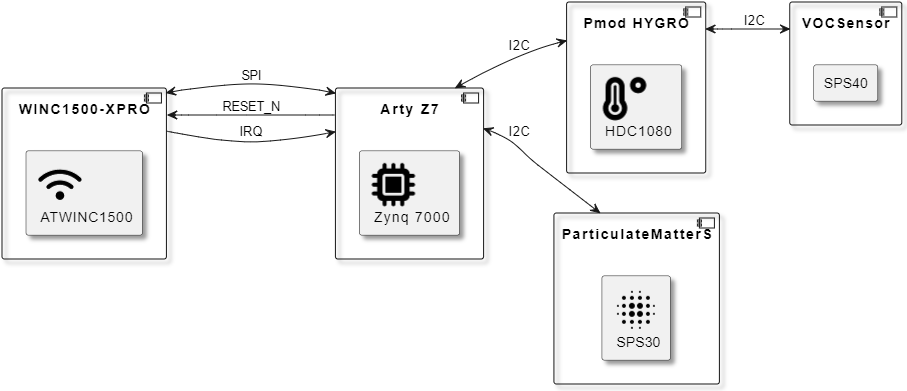 WINC1500-XPRO
ATWINC1500
SPI
RESET_N
IRQ
Arty Z7
Zynq 7000
I2C
I2C
Pmod HYGRO
HDC1080
I2C
VOCSensor
SPS40
ParticulateMatterS
SPS30